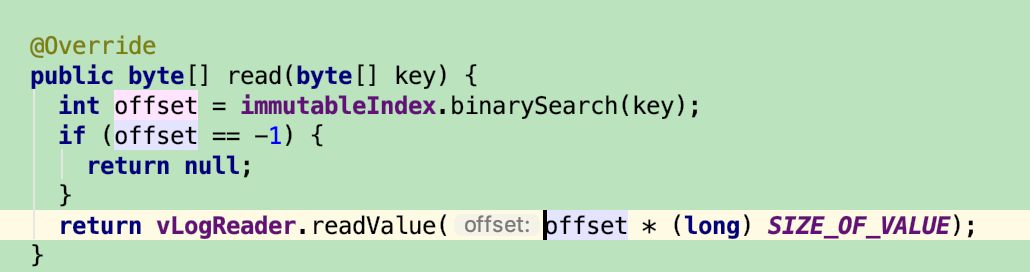 @Override
public byte[] read(byte[] key) {
int offset = immutableIndex.binarySearch(key);
if (offset == -1) {
return null;
}
return vLogReader.readValue( offset: offset * (long) SIZE_OF_VALUE);
}